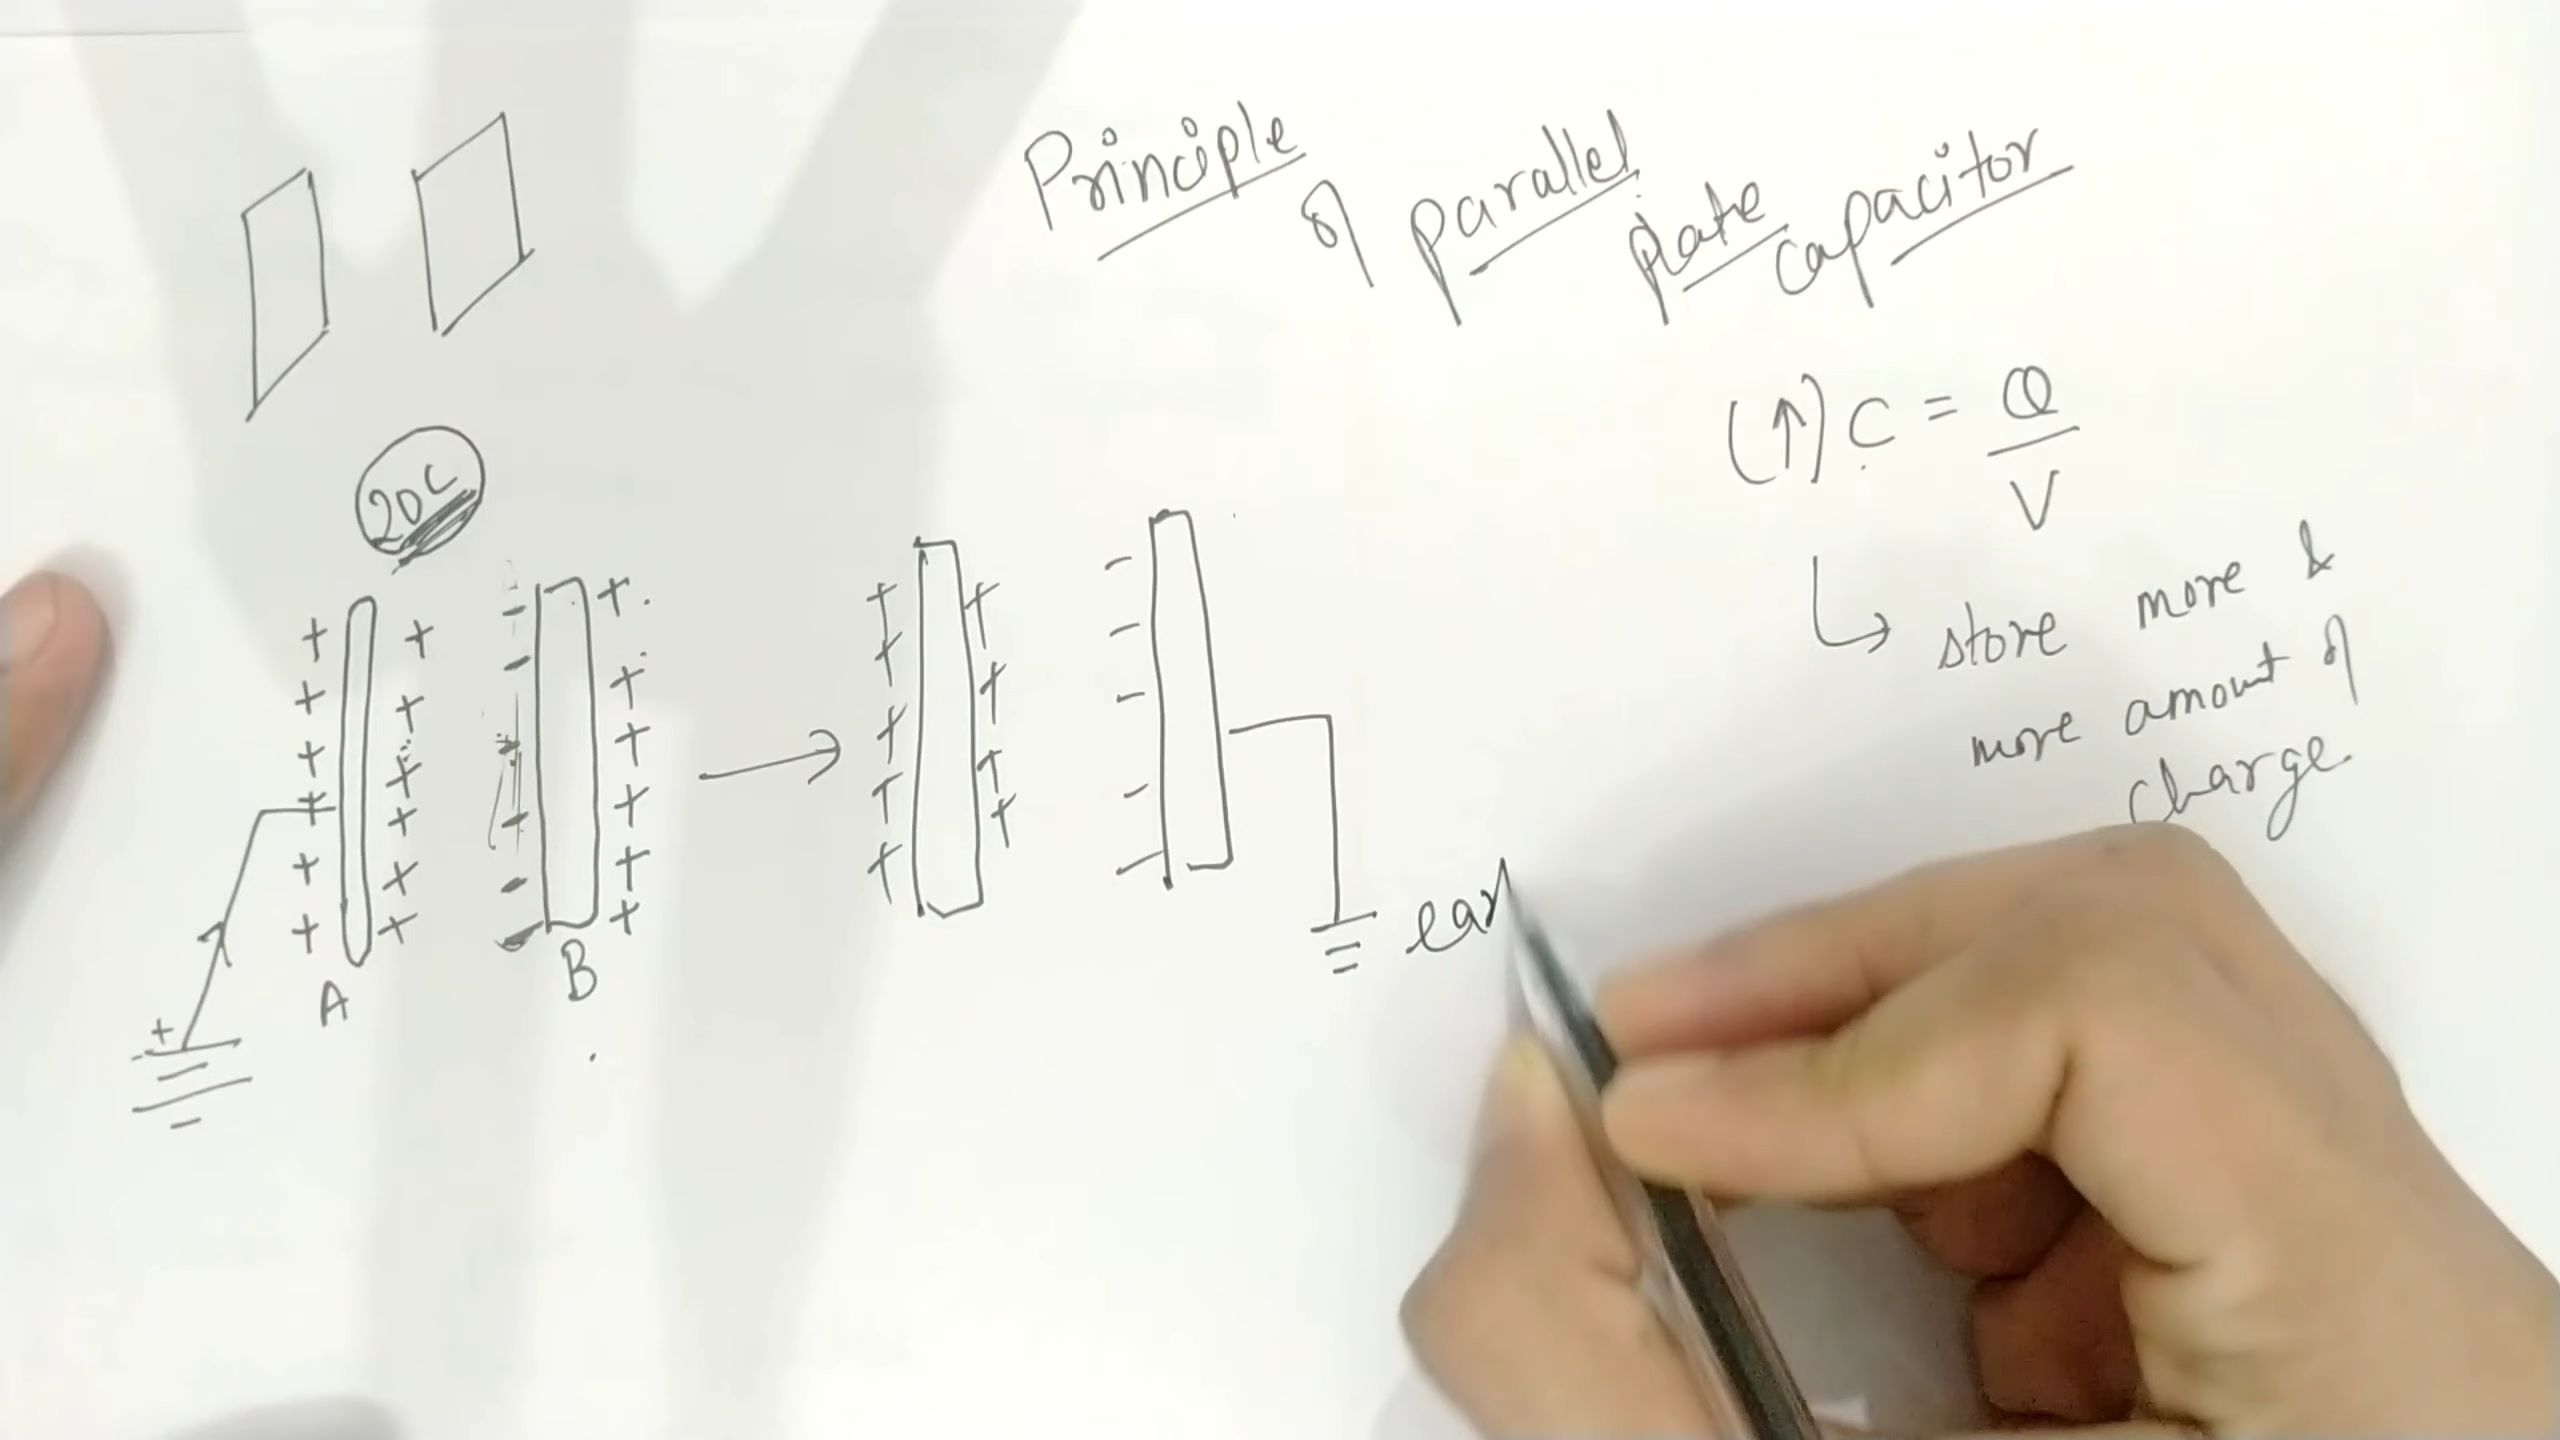 Principle of parallel plate capacitor
(↑) C = Q/V
20C
↳ store more &
more amount of
charge
+ + - +
+ + - +
+ + - +
+ + - +
+ + - +
+ + - +
A B
+
→
+ + -
+ + -
+ + -
+ + -
+ + -
ear